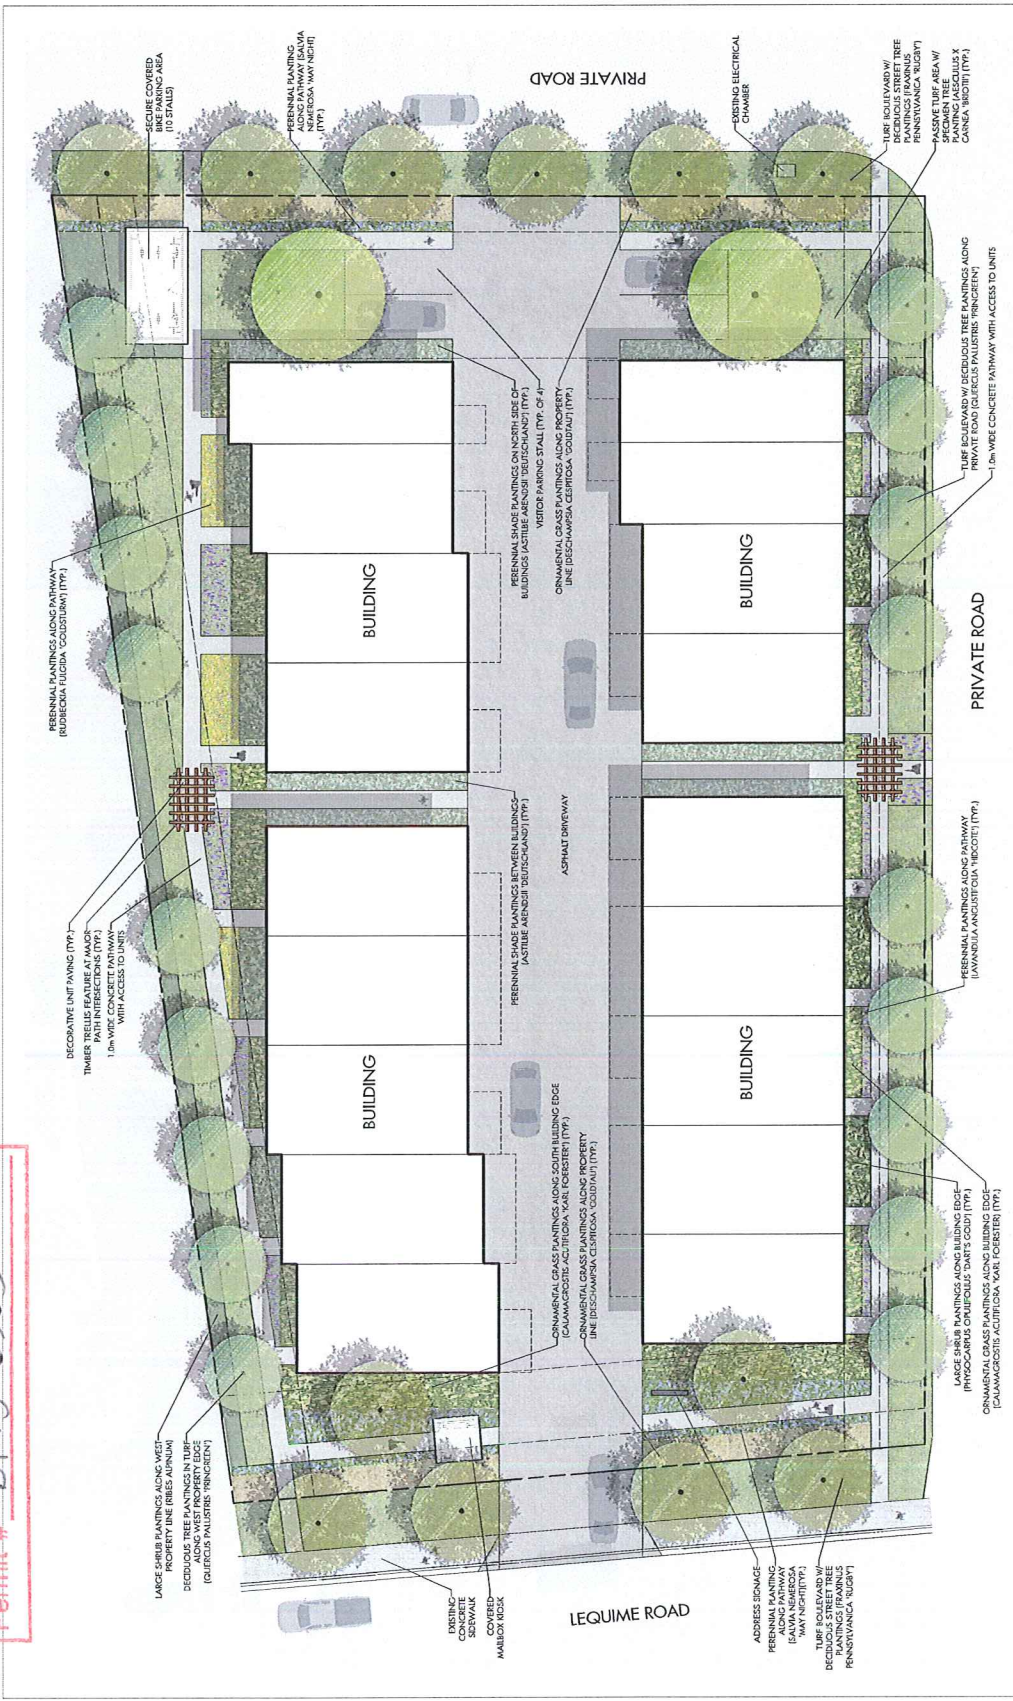 SECURE COVERED
BIKE PARKING AREA
(10 STALLS)
PERENNIAL PLANTING
ALONG PATHWAY (SALVIA
NEMEROSA 'MAY NIGHT')
(TYP.)
PRIVATE ROAD
EXISTING ELECTRICAL
CHAMBER
TURF BOULEVARD W/
DECIDUOUS STREET TREE
PLANTINGS (FRAXINUS
PENNSYLVANICA 'RUGBY')
PASSIVE TURF AREA W/
SPECIMEN TREE
PLANTING (AESCULUS X
CARNEA 'BRIOTII') (TYP.)
PERENNIAL PLANTINGS ALONG PATHWAY
(RUDBECKIA FULGIDA 'GOLDSTURM') (TYP.)
BUILDING
PERENNIAL SHADE PLANTINGS ON NORTH SIDE OF
BUILDINGS (ASTILBE ARENDSII 'DEUTSCHLAND') (TYP.)
VISITOR PARKING STALL (TYP. OF 4)
ORNAMENTAL GRASS PLANTINGS ALONG PROPERTY
LINE (DESCHAMPSIA CESPITOSA 'GOLDTAU') (TYP.)
BUILDING
TURF BOULEVARD W/ DECIDUOUS TREE PLANTINGS ALONG
PRIVATE ROAD (QUERCUS PALUSTRIS 'PRINGREEN')
1.0m WIDE CONCRETE PATHWAY WITH ACCESS TO UNITS
PRIVATE ROAD
DECORATIVE UNIT PAVING (TYP.)
TIMBER TRELLIS FEATURE AT MAJOR
PATH INTERSECTIONS (TYP.)
1.0m WIDE CONCRETE PATHWAY
WITH ACCESS TO UNITS
PERENNIAL SHADE PLANTINGS BETWEEN BUILDINGS
(ASTILBE ARENDSII 'DEUTSCHLAND') (TYP.)
ASPHALT DRIVEWAY
BUILDING
BUILDING
PERENNIAL PLANTINGS ALONG PATHWAY
(LAVANDULA ANGUSTIFOLIA 'HIDCOTE') (TYP.)
ORNAMENTAL GRASS PLANTINGS ALONG SOUTH BUILDING EDGE
(CALAMAGROSTIS ACUTIFLORA 'KARL FOERSTER') (TYP.)
ORNAMENTAL GRASS PLANTINGS ALONG PROPERTY
LINE (DESCHAMPSIA CESPITOSA 'GOLDTAU') (TYP.)
LARGE SHRUB PLANTINGS ALONG BUILDING EDGE
(PHYSOCARPUS OPULIFOLIUS 'DART'S GOLD') (TYP.)
ORNAMENTAL GRASS PLANTINGS ALONG BUILDING EDGE
(CALAMAGROSTIS ACUTIFLORA 'KARL FOERSTER') (TYP.)
LARGE SHRUB PLANTINGS ALONG WEST
PROPERTY LINE (RIBES ALPINUM)
DECIDUOUS TREE PLANTINGS IN TURF
ALONG WEST PROPERTY EDGE
(QUERCUS PALUSTRIS 'PRINGREEN')
EXISTING
CONCRETE
SIDEWALK
COVERED
MAILBOX KIOSK
LEQUIME ROAD
ADDRESS SIGNAGE
PERENNIAL PLANTING
ALONG PATHWAY
(SALVIA NEMEROSA
'MAY NIGHT')(TYP.)
TURF BOULEVARD W/
DECIDUOUS STREET TREE
PLANTINGS (FRAXINUS
PENNSYLVANICA 'RUGBY')
Permit #